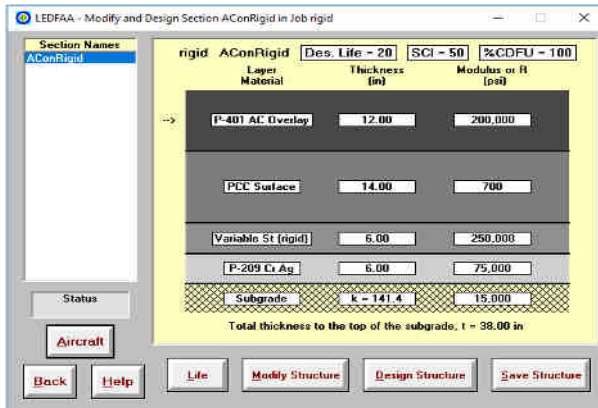 LEDFAA - Modify and Design Section AConRigid in Job rigid
Section Names
AConRigid
rigid AConRigid Des. Life = 20 SCI = 50 %CDFU = 100
Layer Material Thickness (in) Modulus or R (psi)
--> P-401 AC Overlay 12.00 200,000
PCC Surface 14.00 700
Variable St (rigid) 6.00 250,000
P-209 Cr Ag 6.00 75,000
Subgrade k = 141.4 15,000
Total thickness to the top of the subgrade, t = 38.00 in
Status
Aircraft
Back Help Life Modify Structure Design Structure Save Structure